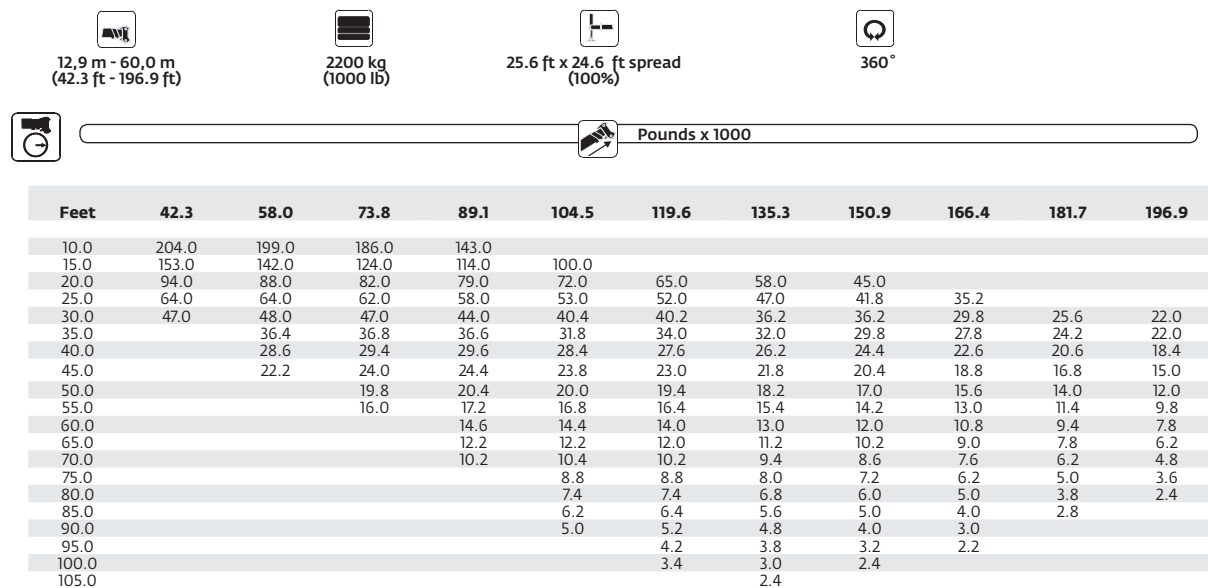 12,9 m - 60,0 m 2200 kg 25.6 ft x 24.6 ft spread 360°
(42.3 ft - 196.9 ft) (1000 lb) (100%)
Pounds x 1000
Feet 42.3 58.0 73.8 89.1 104.5 119.6 135.3 150.9 166.4 181.7 196.9
10.0 204.0 199.0 186.0 143.0
15.0 153.0 142.0 124.0 114.0 100.0
20.0 94.0 88.0 82.0 79.0 72.0 65.0 58.0 45.0
25.0 64.0 64.0 62.0 58.0 53.0 52.0 47.0 41.8 35.2
30.0 47.0 48.0 47.0 44.0 40.4 40.2 36.2 36.2 29.8 25.6 22.0
35.0 36.4 36.8 36.6 31.8 34.0 32.0 29.8 27.8 24.2 22.0
40.0 28.6 29.4 29.6 28.4 27.6 26.2 24.4 22.6 20.6 18.4
45.0 22.2 24.0 24.4 23.8 23.0 21.8 20.4 18.8 16.8 15.0
50.0 19.8 20.4 20.0 19.4 18.2 17.0 15.6 14.0 12.0
55.0 16.0 17.2 16.8 16.4 15.4 14.2 13.0 11.4 9.8
60.0 14.6 14.4 14.0 13.0 12.0 10.8 9.4 7.8
65.0 12.2 12.2 12.0 11.2 10.2 9.0 7.8 6.2
70.0 10.2 10.4 10.2 9.4 8.6 7.6 6.2 4.8
75.0 8.8 8.8 8.0 7.2 6.2 5.0 3.6
80.0 7.4 7.4 6.8 6.0 5.0 3.8 2.4
85.0 6.2 6.4 5.6 5.0 4.0 2.8
90.0 5.0 5.2 4.8 4.0 3.0
95.0 4.2 3.8 3.2 2.2
100.0 3.4 3.0 2.4
105.0 2.4